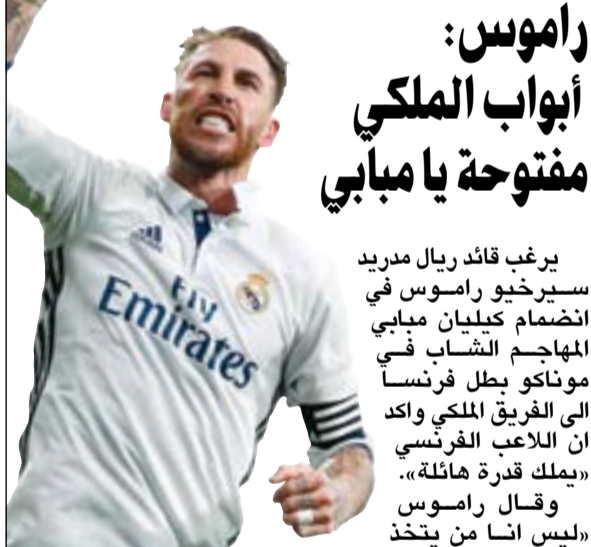 راموس:
أبواب الملكي
مفتوحة يا مبابي
يرغب قائد ريال مدريد
سيرخيو راموس في
انضمام كيليان مبابي
المهاجم الشاب في
موناكو بطل فرنسا
الى الفريق الملكي واكد
ان اللاعب الفرنسي
«يملك قدرة هائلة».
وقال راموس
«ليس انا من يتخذ
adidas
Fly
Emirates